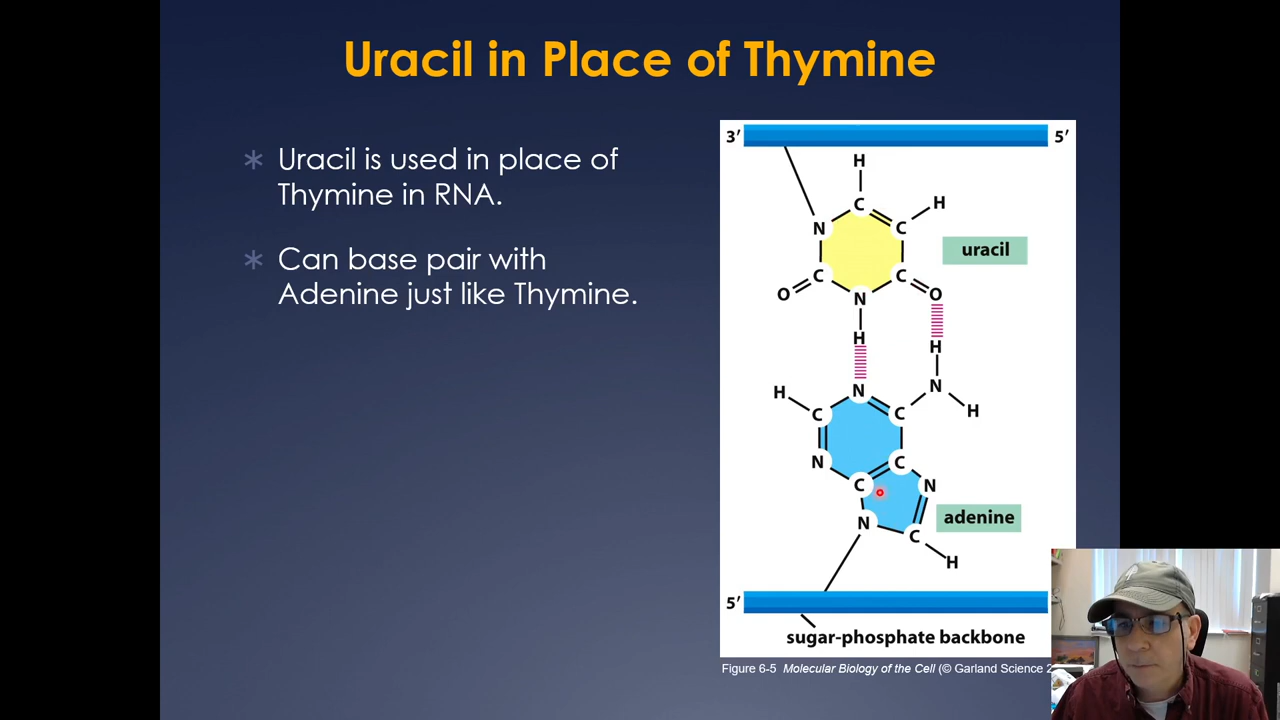 Uracil in Place of Thymine
Uracil is used in place of
Thymine in RNA.
Can base pair with
Adenine just like Thymine.
3′
5′
H
C
H
N
C
uracil
C
C
O
N
O
H
H
H
N
N
H
C
C
N
C
C
N
N
C
adenine
H
5′
sugar-phosphate backbone
Figure 6-5 Molecular Biology of the Cell (© Garland Science 2